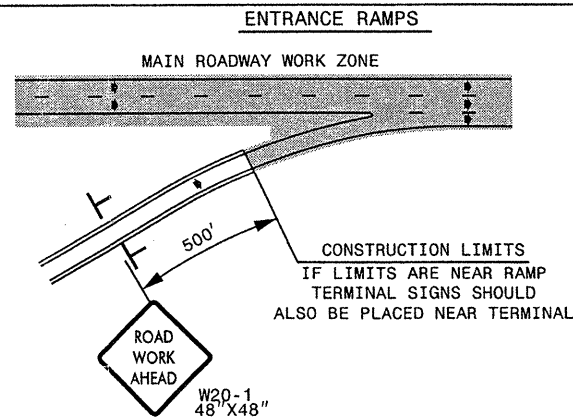 ENTRANCE RAMPS
MAIN ROADWAY WORK ZONE
500'
CONSTRUCTION LIMITS
IF LIMITS ARE NEAR RAMP
TERMINAL SIGNS SHOULD
ALSO BE PLACED NEAR TERMINAL
ROAD
WORK
AHEAD
W20-1
48"X48"